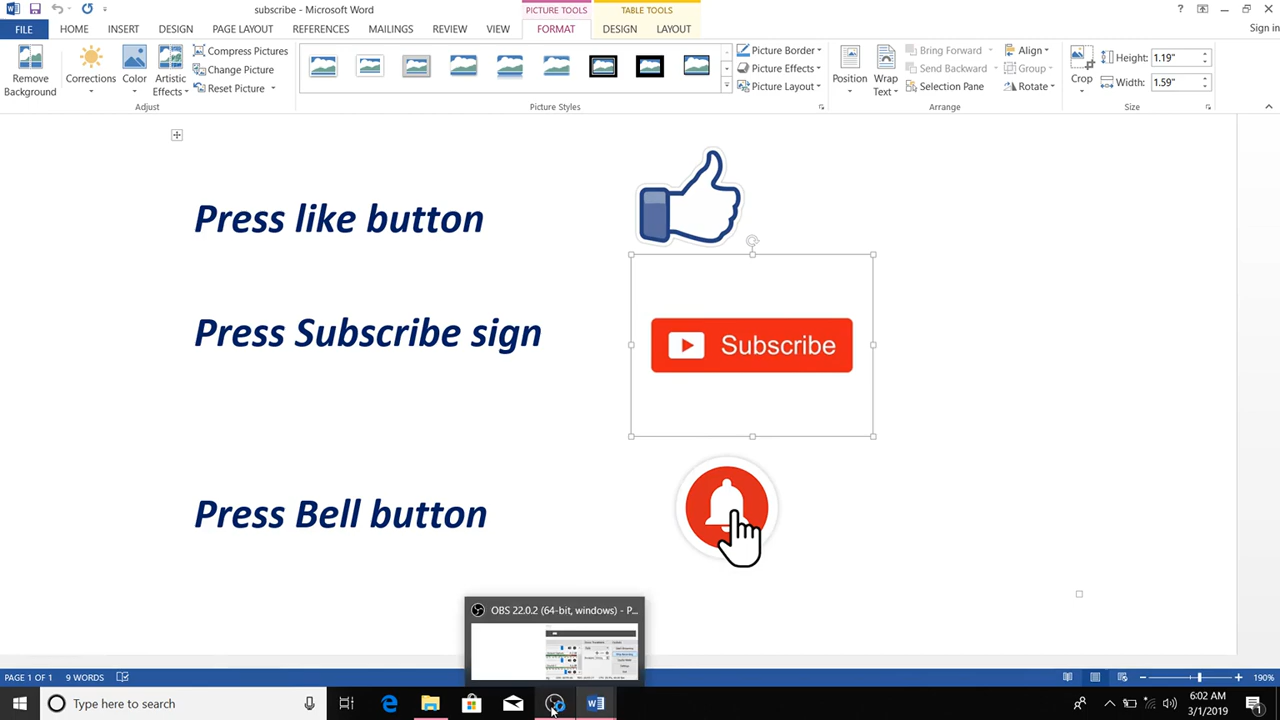 subscribe - Microsoft Word
PICTURE TOOLS
TABLE TOOLS
Sign in
FILE HOME INSERT DESIGN PAGE LAYOUT REFERENCES MAILINGS REVIEW VIEW FORMAT DESIGN LAYOUT
Remove Background
Corrections
Color
Artistic Effects
Compress Pictures
Change Picture
Reset Picture
Adjust
Picture Styles
Picture Border
Picture Effects
Picture Layout
Position
Wrap Text
Bring Forward
Send Backward
Selection Pane
Align
Group
Rotate
Arrange
Crop
Height: 1.19"
Width: 1.59"
Size
Press like button
Press Subscribe sign
Subscribe
Press Bell button
OBS 22.0.2 (64-bit, windows) - P...
PAGE 1 OF 1 9 WORDS
190%
Type here to search
6:02 AM
3/1/2019
1